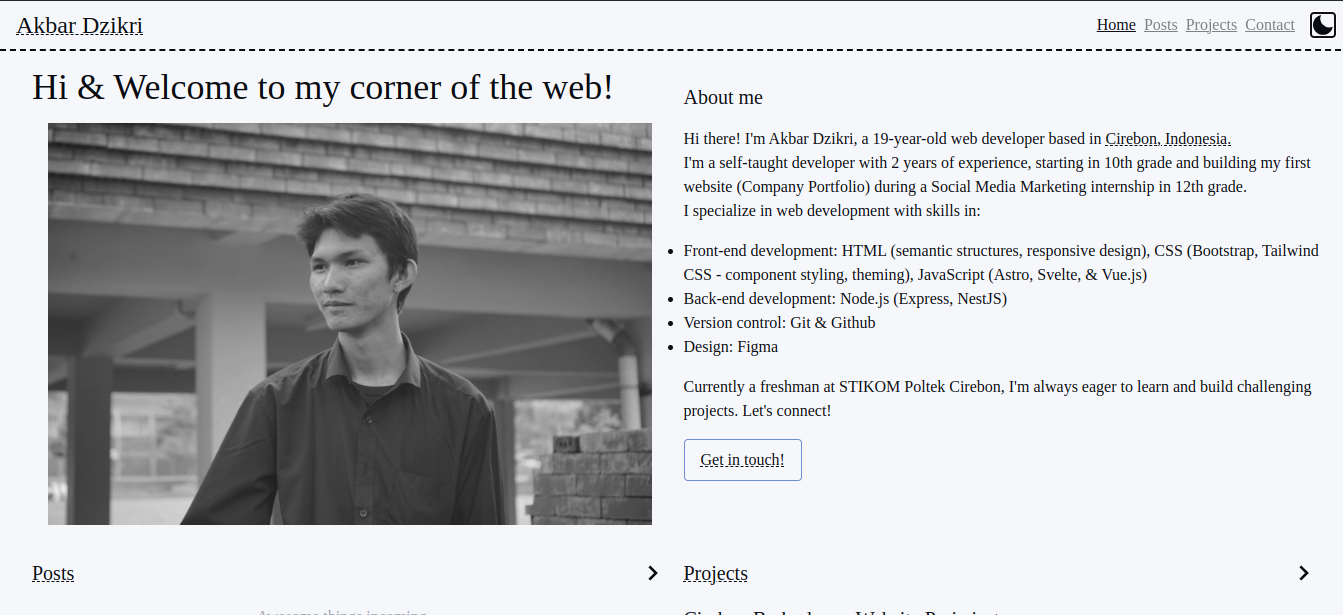 Akbar Dzikri
Home Posts Projects Contact
Hi & Welcome to my corner of the web!
About me
Hi there! I'm Akbar Dzikri, a 19-year-old web developer based in Cirebon, Indonesia.
I'm a self-taught developer with 2 years of experience, starting in 10th grade and building my first
website (Company Portfolio) during a Social Media Marketing internship in 12th grade.
I specialize in web development with skills in:
Front-end development: HTML (semantic structures, responsive design), CSS (Bootstrap, Tailwind
CSS - component styling, theming), JavaScript (Astro, Svelte, & Vue.js)
Back-end development: Node.js (Express, NestJS)
Version control: Git & Github
Design: Figma
Currently a freshman at STIKOM Poltek Cirebon, I'm always eager to learn and build challenging
projects. Let's connect!
Get in touch!
Posts
Projects